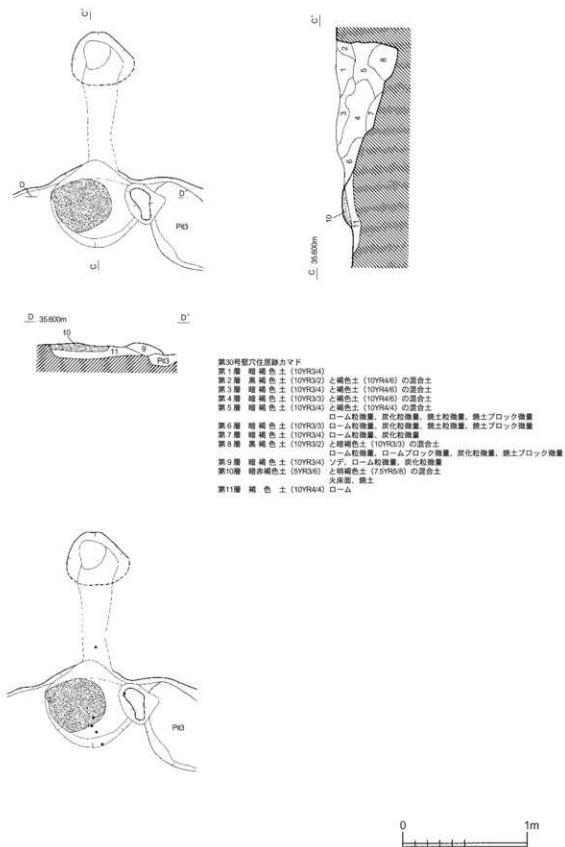 C´
C´
2
1
5
8
3
4
7
6
10
11
C 35.600m
D
D´
Pit3
C
D 35.600m
D´
10
11
9
Pit3
第30号竪穴住居跡カマド
第1層 暗褐色土(10YR3/4)
第2層 黒褐色土(10YR3/2)と褐色土(10YR4/6)の混合土
第3層 暗褐色土(10YR3/4)と褐色土(10YR4/6)の混合土
第4層 暗褐色土(10YR3/3)と褐色土(10YR4/6)の混合土
第5層 暗褐色土(10YR3/4)と褐色土(10YR4/4)の混合土
ローム粒微量、炭化粒微量、焼土粒微量、焼土ブロック微量
第6層 暗褐色土(10YR3/3)ローム粒微量、炭化粒微量、焼土粒微量、焼土ブロック微量
第7層 暗褐色土(10YR3/4)ローム粒微量、炭化粒微量
第8層 黒褐色土(10YR3/2)と暗褐色土(10YR3/3)の混合土
ローム粒微量、ロームブロック微量、炭化粒微量、焼土ブロック微量
第9層 暗褐色土(10YR3/4)ソデ、ローム粒微量、炭化粒微量
第10層 暗赤褐色土(5YR3/6)と明褐色土(7.5YR5/8)の混合土
火床面、焼土
第11層 褐色土(10YR4/4)ローム
Pit3
0 1m